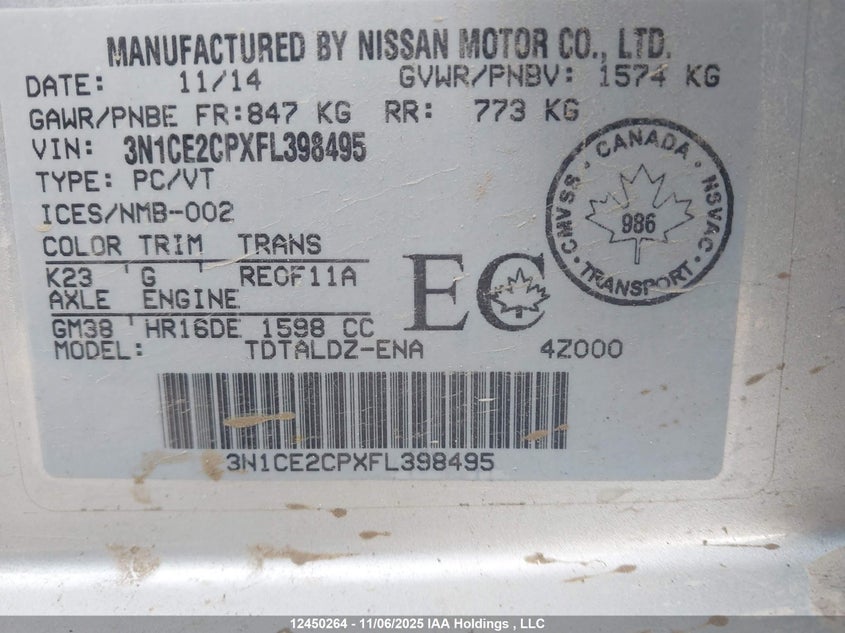 MANUFACTURED BY NISSAN MOTOR CO., LTD.
DATE: 11/14 GVWR/PNBV: 1574 KG
GAWR/PNBE FR:847 KG RR: 773 KG
VIN: 3N1CE2CPXFL398495
TYPE: PC/VT
ICES/NMB-002
COLOR TRIM TRANS
K23 ' G ' REOF11A
AXLE ENGINE
GM38 ' HR16DE 1598 CC
MODEL: TDTALDZ-ENA 4Z000
EC
CANADA
CMVSS NSVAC
986
TRANSPORT
3N1CE2CPXFL398495
12450264 - 11/06/2025 IAA Holdings , LLC